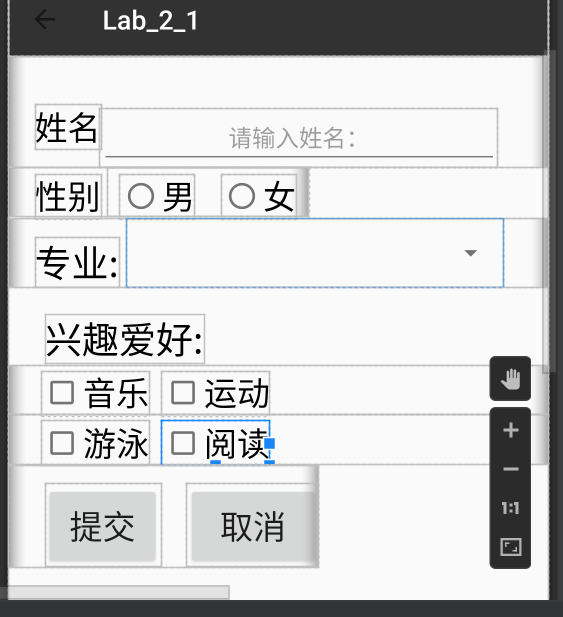 Lab_2_1
姓名 请输入姓名：
性别 男 女
专业:
兴趣爱好:
音乐 运动
游泳 阅读
提交 取消
+
−
1:1